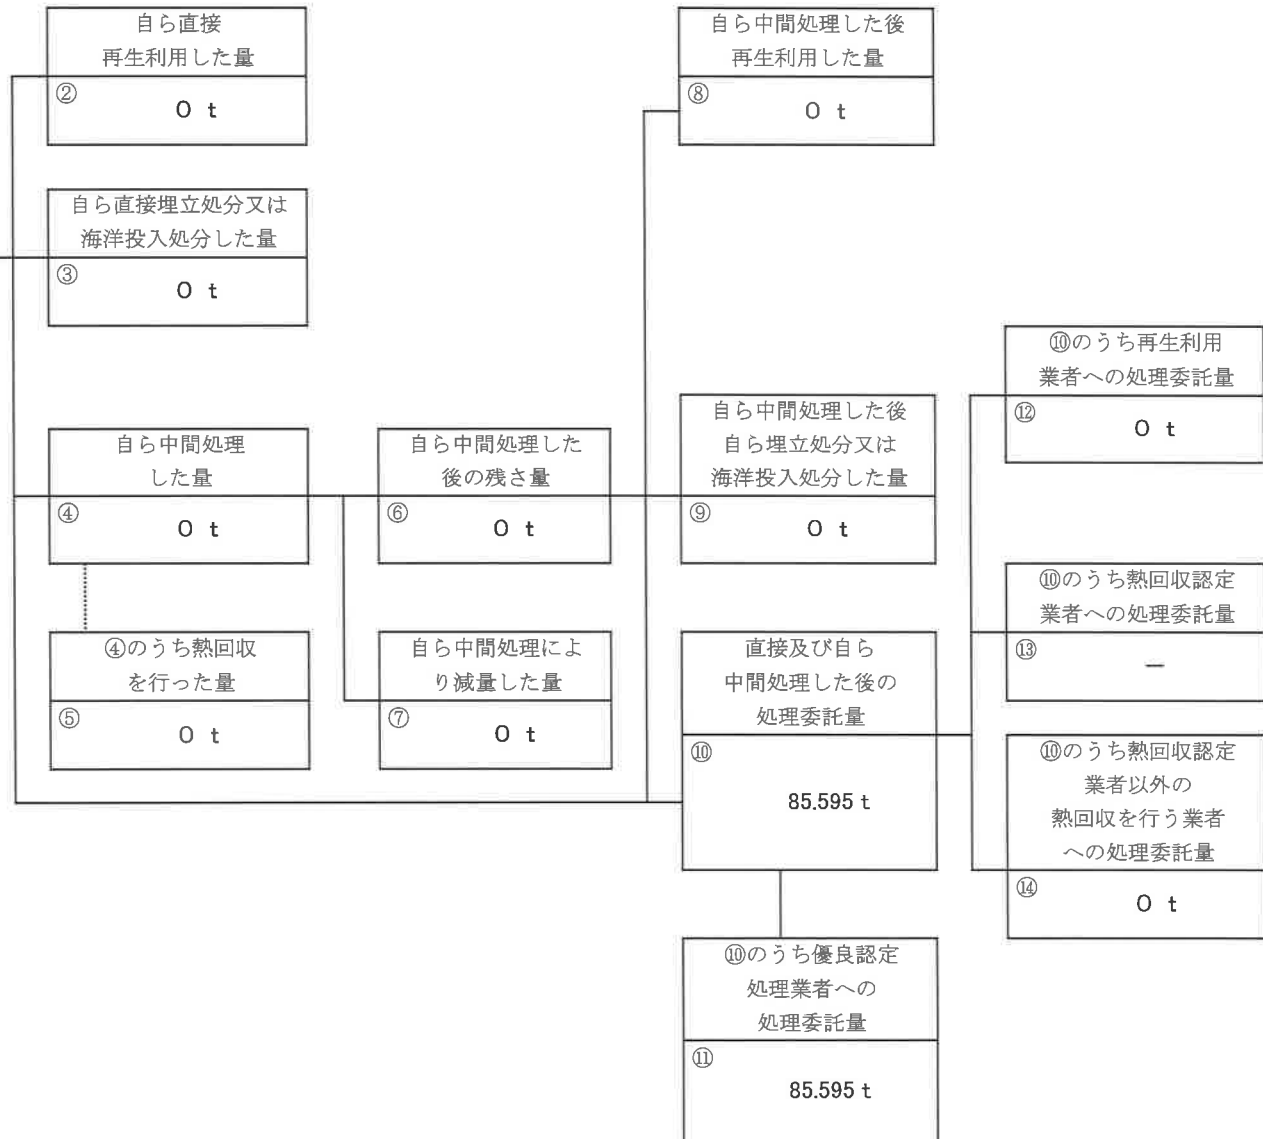 自ら直接
再生利用した量
②
0 t
自ら中間処理した後
再生利用した量
⑧
0 t
自ら直接埋立処分又は
海洋投入処分した量
③
0 t
⑩のうち再生利用
業者への処理委託量
⑫
0 t
自ら中間処理
した量
④
0 t
自ら中間処理した
後の残さ量
⑥
0 t
自ら中間処理した後
自ら埋立処分又は
海洋投入処分した量
⑨
0 t
⑩のうち熱回収認定
業者への処理委託量
⑬
―
④のうち熱回収
を行った量
⑤
0 t
自ら中間処理によ
り減量した量
⑦
0 t
直接及び自ら
中間処理した後の
処理委託量
⑩
85.595 t
⑩のうち熱回収認定
業者以外の
熱回収を行う業者
への処理委託量
⑭
0 t
⑩のうち優良認定
処理業者への
処理委託量
⑪
85.595 t